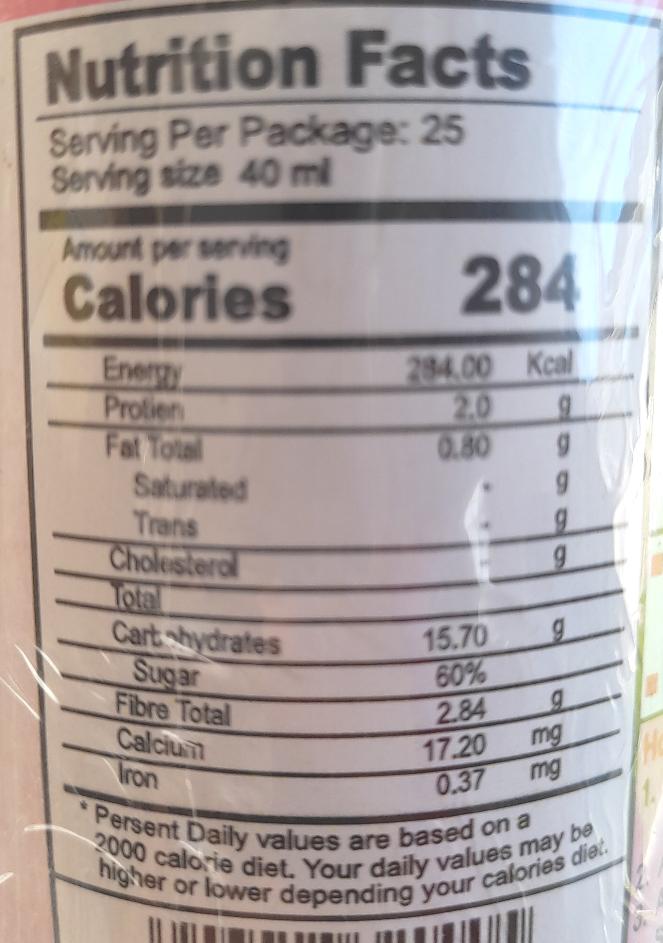 Nutrition Facts
Serving Per Package: 25
Serving size 40 ml
Amount per serving
Calories 284
Energy 284.00 Kcal
Protien 2.0 g
Fat Total 0.80 g
Saturated - g
Trans - g
Cholesterol - g
Total
Carbohydrates 15.70 g
Sugar 60%
Fibre Total 2.84 g
Calcium 17.20 mg
Iron 0.37 mg
* Persent Daily values are based on a
2000 calorie diet. Your daily values may be
higher or lower depending your calories diet.
1.
2.
3.